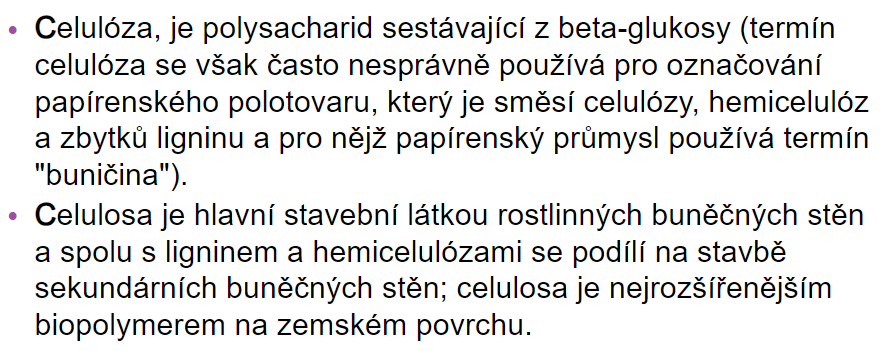 • Celulóza, je polysacharid sestávající z beta-glukosy (termín
celulóza se však často nesprávně používá pro označování
papírenského polotovaru, který je směsí celulózy, hemicelulóz
a zbytků ligninu a pro nějž papírenský průmysl používá termín
"buničina").
• Celulosa je hlavní stavební látkou rostlinných buněčných stěn
a spolu s ligninem a hemicelulózami se podílí na stavbě
sekundárních buněčných stěn; celulosa je nejrozšířenějším
biopolymerem na zemském povrchu.